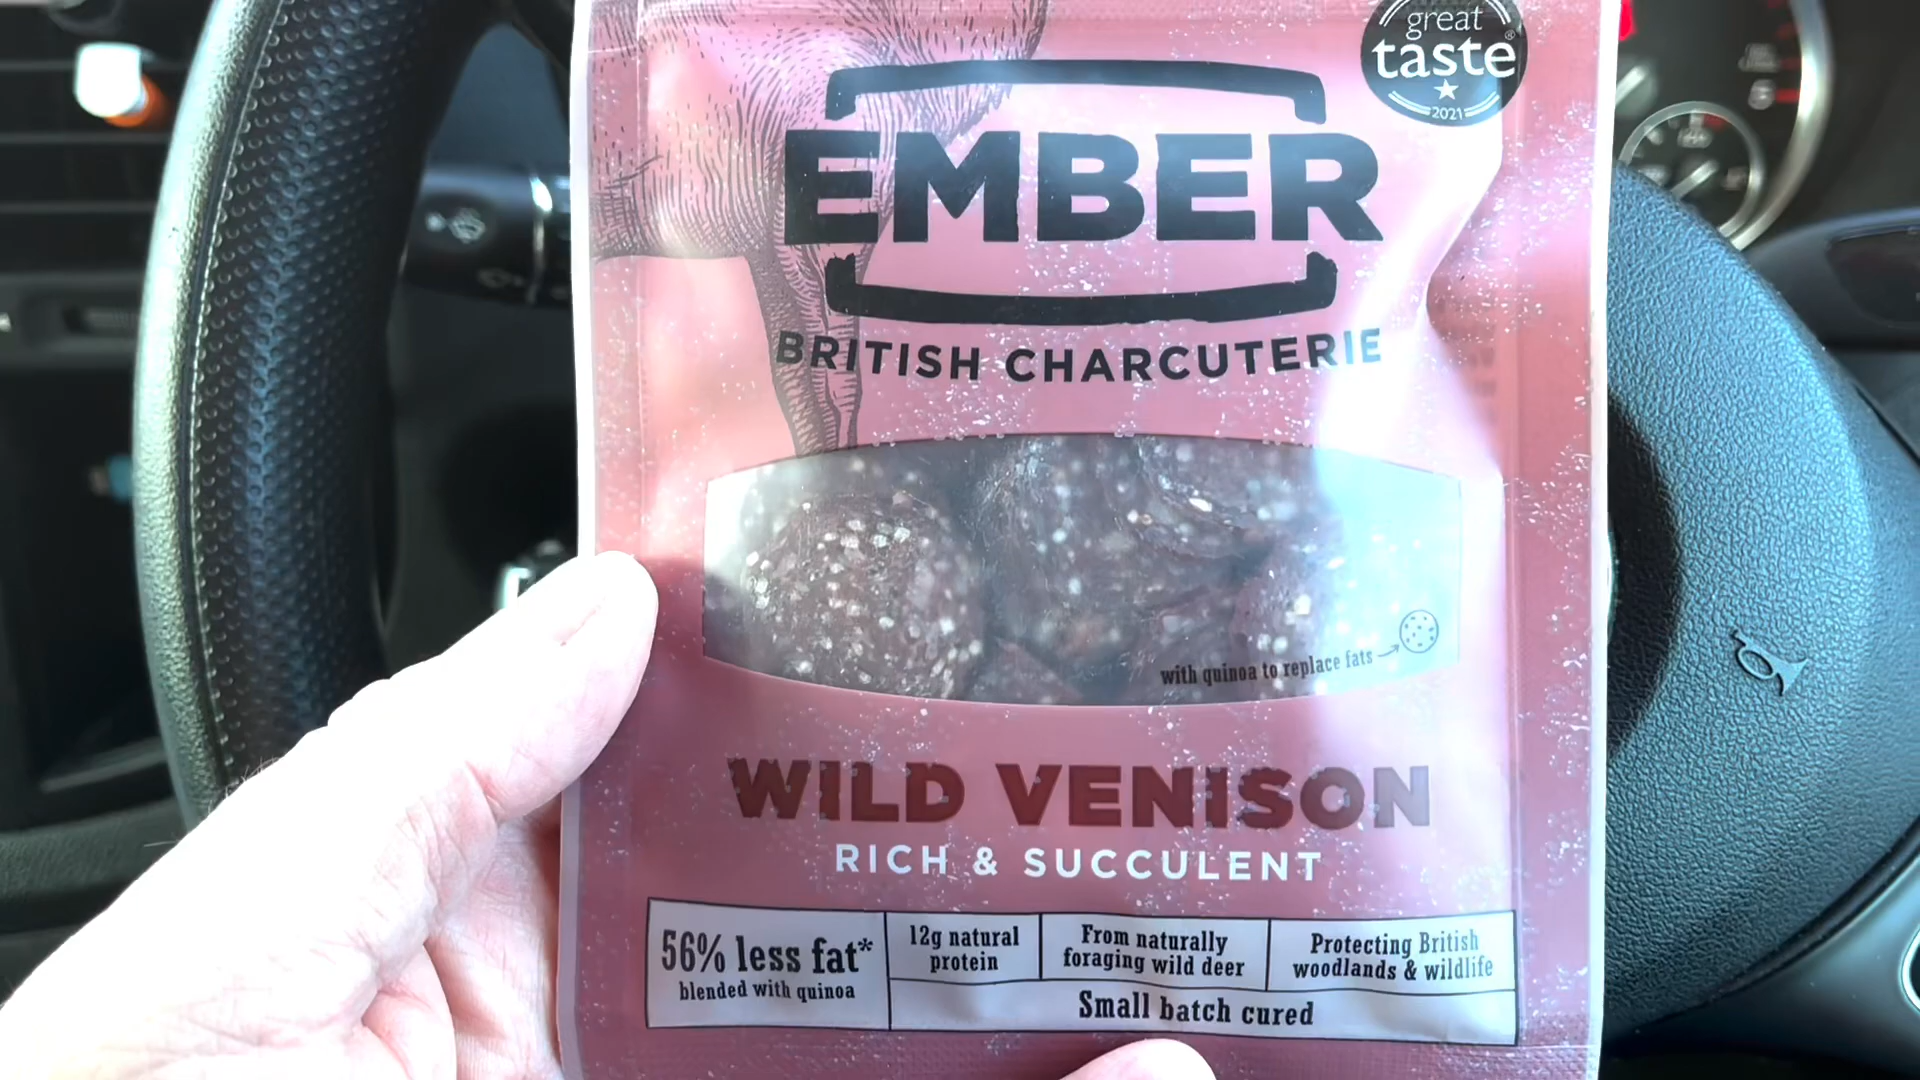 great
taste®
2021
EMBER
BRITISH CHARCUTERIE
with quinoa to replace fats
WILD VENISON
RICH & SUCCULENT
56% less fat*
blended with quinoa
12g natural
protein
From naturally
foraging wild deer
Protecting British
woodlands & wildlife
Small batch cured